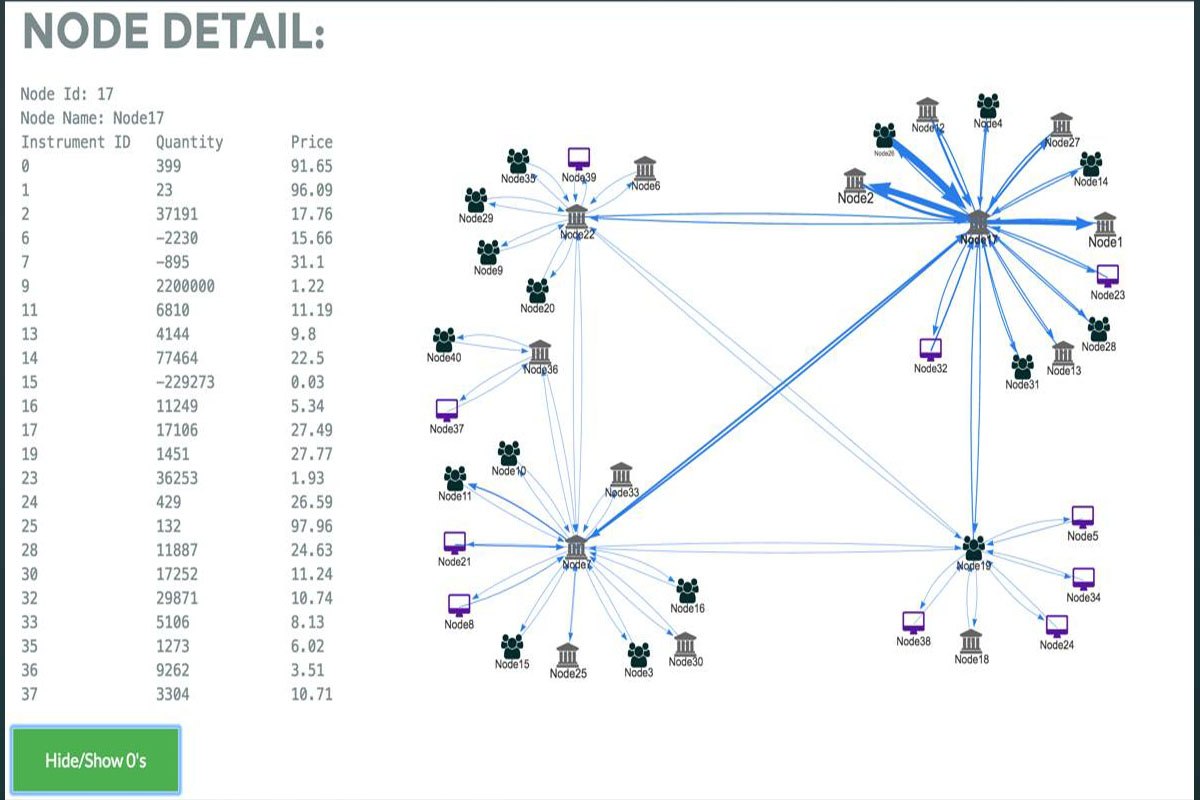 NODE DETAIL:
Node Id: 17
Node Name: Node17
Instrument ID Quantity Price
0 399 91.65
1 23 96.09
2 37191 17.76
6 -2230 15.66
7 -895 31.1
9 2200000 1.22
11 6810 11.19
13 4144 9.8
14 77464 22.5
15 -229273 0.03
16 11249 5.34
17 17106 27.49
19 1451 27.77
23 36253 1.93
24 429 26.59
25 132 97.96
28 11887 24.63
30 17252 11.24
32 29871 10.74
33 5106 8.13
35 1273 6.02
36 9262 3.51
37 3304 10.71
Hide/Show 0's
Node35
Node39
Node6
Node29
Node22
Node9
Node20
Node40
Node36
Node37
Node10
Node11
Node33
Node21
Node7
Node8
Node16
Node15
Node25
Node3
Node30
Node12
Node4
Node27
Node26
Node14
Node2
Node17
Node1
Node23
Node28
Node32
Node31
Node13
Node5
Node19
Node34
Node38
Node18
Node24